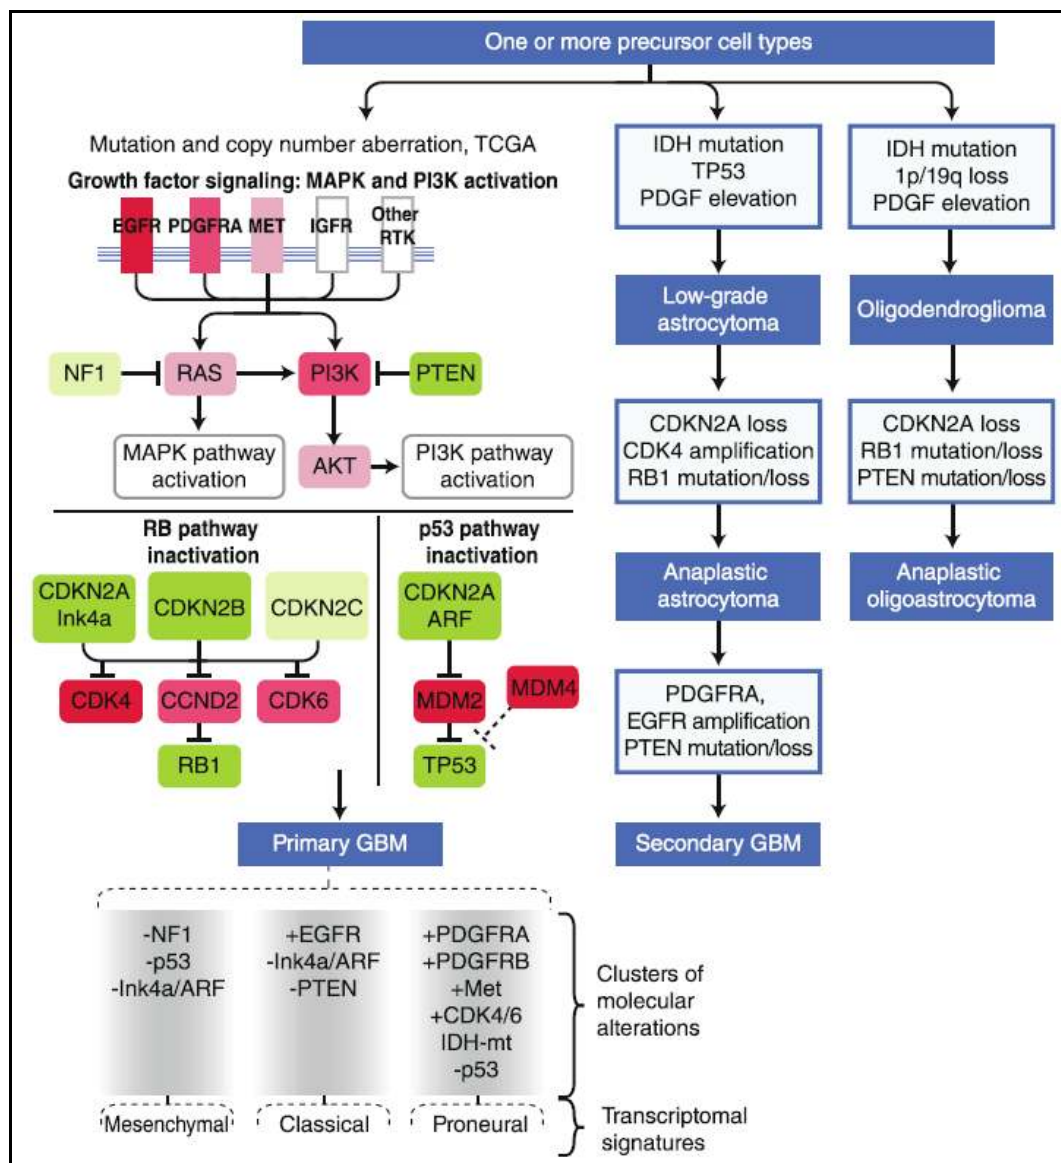 One or more precursor cell types
Mutation and copy number aberration, TCGA
Growth factor signaling: MAPK and PI3K activation
EGFR
PDGFRA
MET
IGFR
Other
RTK
NF1
RAS
PI3K
PTEN
MAPK pathway
activation
AKT
PI3K pathway
activation
RB pathway
inactivation
CDKN2A
Ink4a
CDKN2B
CDKN2C
CDK4
CCND2
CDK6
RB1
p53 pathway
inactivation
CDKN2A
ARF
MDM2
MDM4
TP53
IDH mutation
TP53
PDGF elevation
Low-grade
astrocytoma
CDKN2A loss
CDK4 amplification
RB1 mutation/loss
Anaplastic
astrocytoma
PDGFRA,
EGFR amplification
PTEN mutation/loss
Secondary GBM
IDH mutation
1p/19q loss
PDGF elevation
Oligodendroglioma
CDKN2A loss
RB1 mutation/loss
PTEN mutation/loss
Anaplastic
oligoastrocytoma
Primary GBM
-NF1
-p53
-Ink4a/ARF
+EGFR
-Ink4a/ARF
-PTEN
+PDGFRA
+PDGFRB
+Met
+CDK4/6
IDH-mt
-p53
Clusters of
molecular
alterations
Mesenchymal
Classical
Proneural
Transcriptomal
signatures